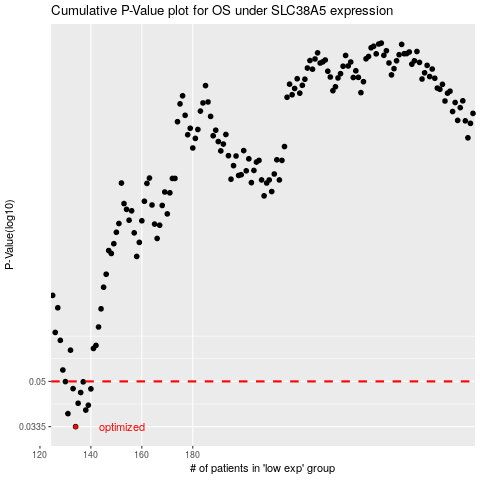 Cumulative P-Value plot for OS under SLC38A5 expression
P-Value(log10)
0.05
0.0335
optimized
120 140 160 180
# of patients in 'low exp' group